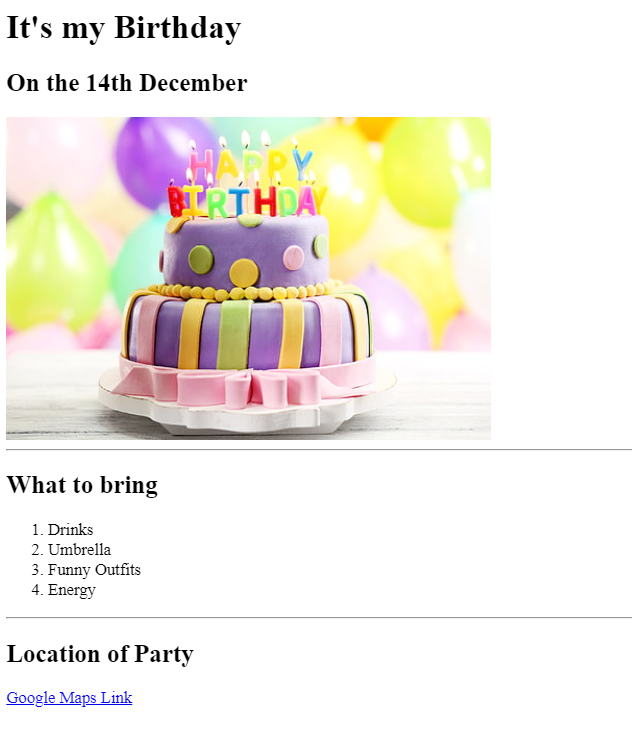 It's my Birthday
On the 14th December
HAPPY
BIRTHDAY
What to bring
1. Drinks
2. Umbrella
3. Funny Outfits
4. Energy
Location of Party
Google Maps Link